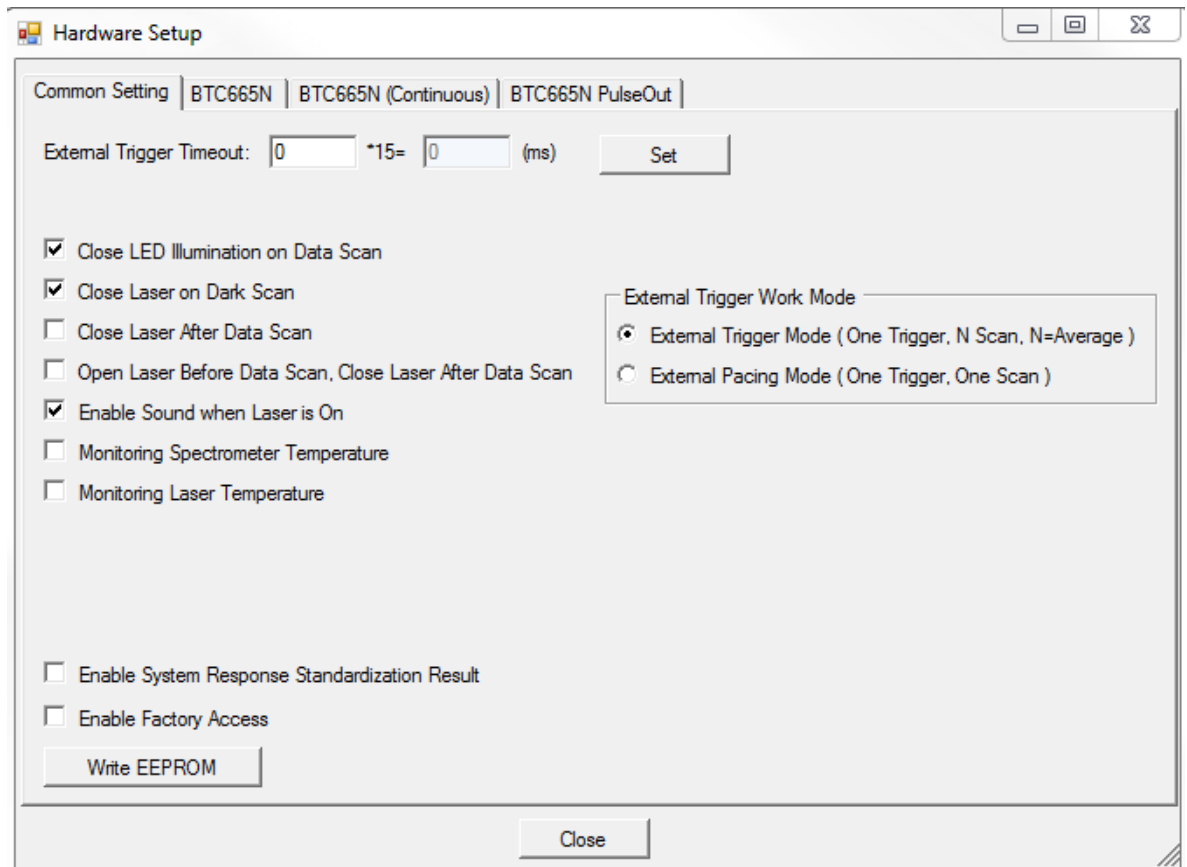 Hardware Setup
Common Setting BTC665N BTC665N (Continuous) BTC665N PulseOut
External Trigger Timeout: 0 *15= 0 (ms) Set
Close LED Illumination on Data Scan
Close Laser on Dark Scan
External Trigger Work Mode
Close Laser After Data Scan
External Trigger Mode ( One Trigger, N Scan, N=Average )
Open Laser Before Data Scan, Close Laser After Data Scan
External Pacing Mode ( One Trigger, One Scan )
Enable Sound when Laser is On
Monitoring Spectrometer Temperature
Monitoring Laser Temperature
Enable System Response Standardization Result
Enable Factory Access
Write EEPROM
Close